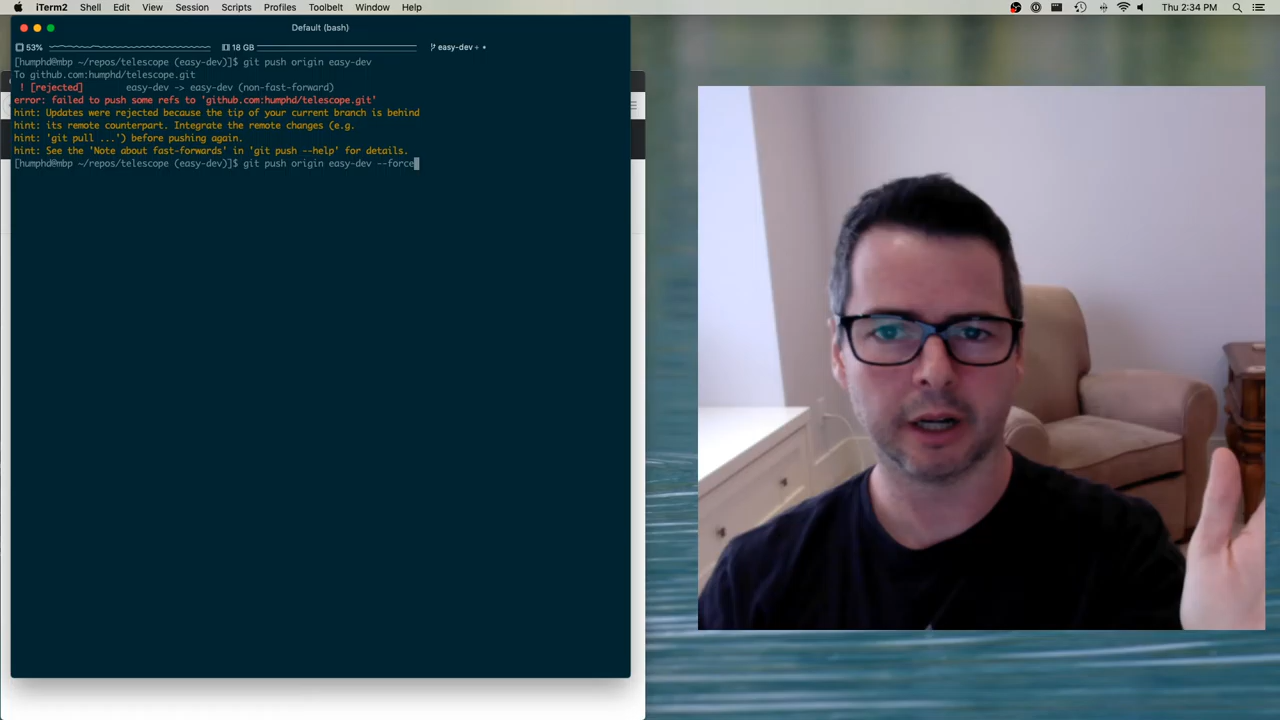 iTerm2 Shell Edit View Session Scripts Profiles Toolbelt Window Help
Thu 2:34 PM
Default (bash)
53% 18 GB easy-dev
[humphd@mbp ~/repos/telescope (easy-dev)]$ git push origin easy-dev
To github.com:humphd/telescope.git
! [rejected] easy-dev -> easy-dev (non-fast-forward)
error: failed to push some refs to 'github.com:humphd/telescope.git'
hint: Updates were rejected because the tip of your current branch is behind
hint: its remote counterpart. Integrate the remote changes (e.g.
hint: 'git pull ...') before pushing again.
hint: See the 'Note about fast-forwards' in 'git push --help' for details.
[humphd@mbp ~/repos/telescope (easy-dev)]$ git push origin easy-dev --force